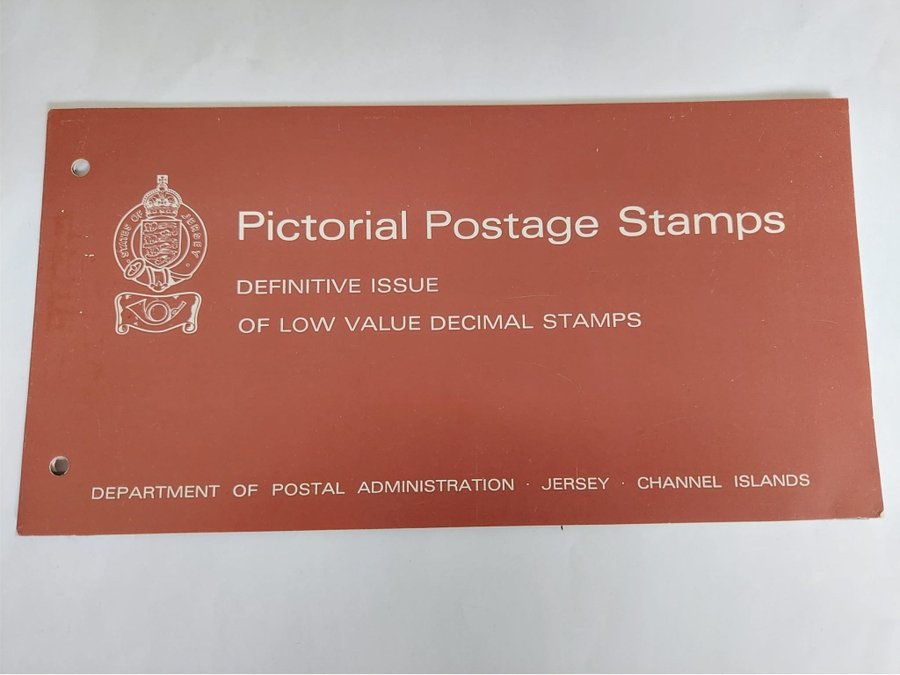 STATES OF JERSEY
Pictorial Postage Stamps
DEFINITIVE ISSUE
OF LOW VALUE DECIMAL STAMPS
DEPARTMENT OF POSTAL ADMINISTRATION · JERSEY · CHANNEL ISLANDS